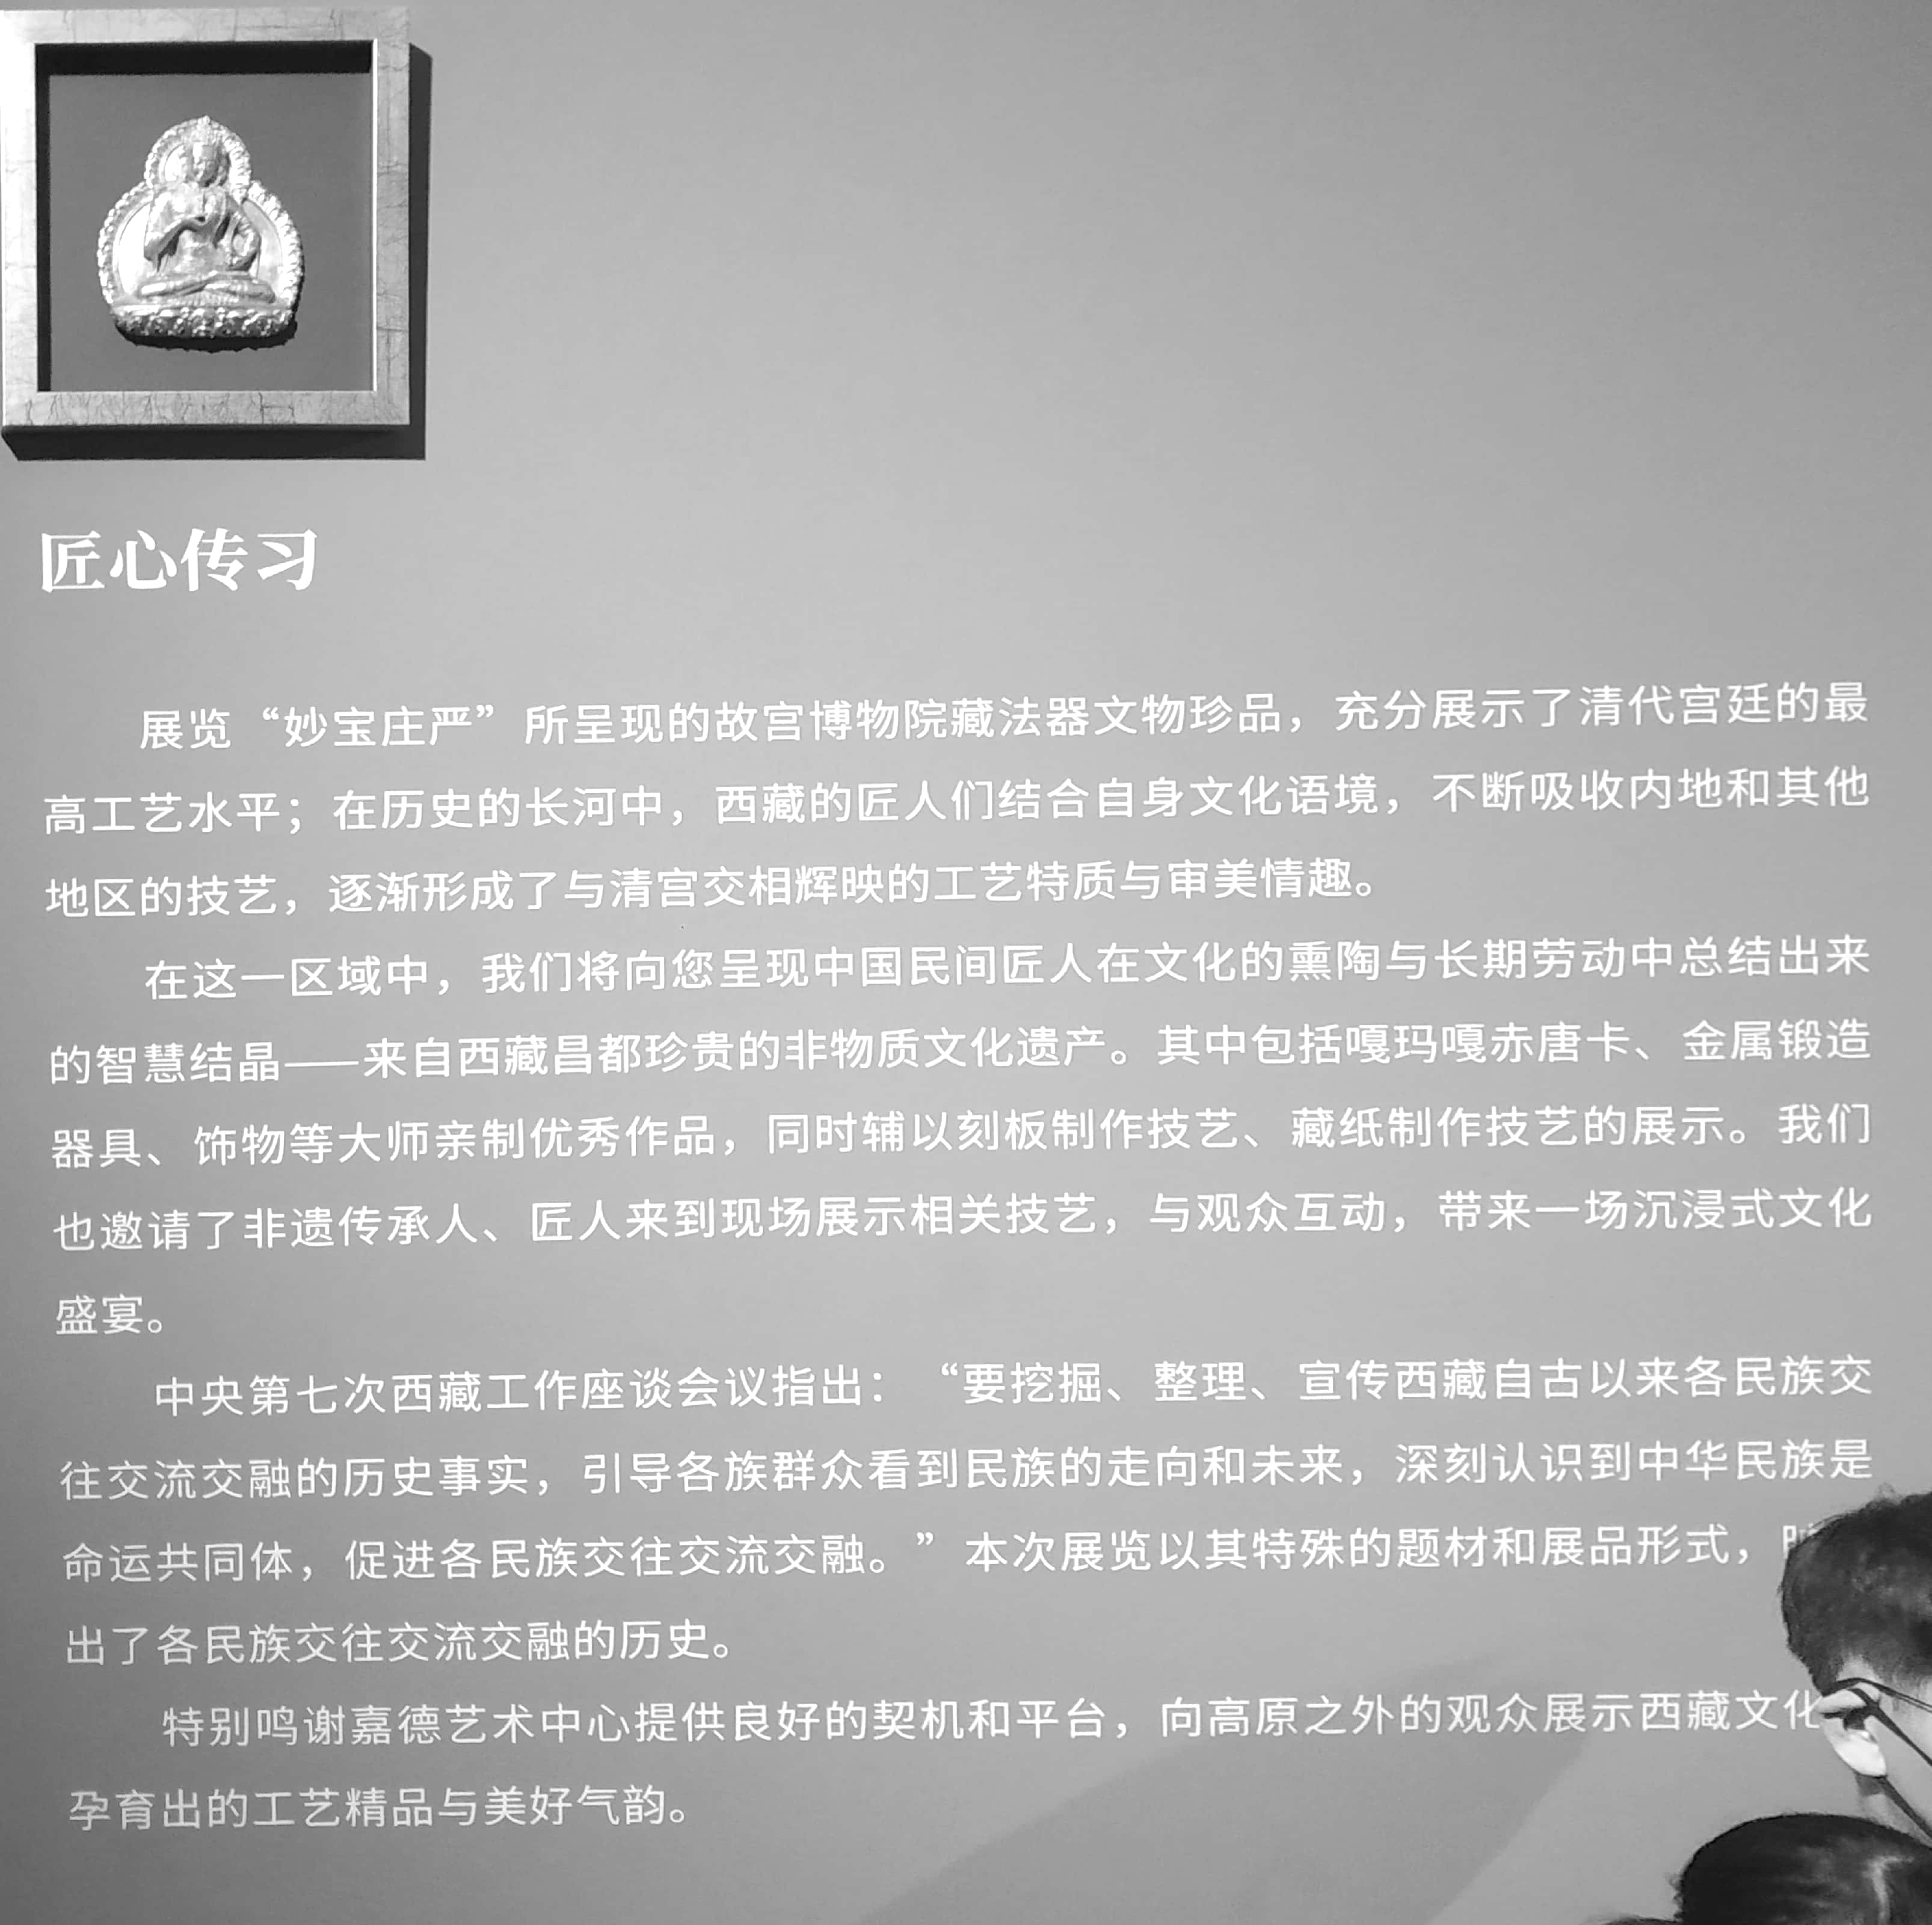 匠心传习
展览“妙宝庄严”所呈现的故宫博物院藏法器文物珍品，充分展示了清代宫廷的最
高工艺水平；在历史的长河中，西藏的匠人们结合自身文化语境，不断吸收内地和其他
地区的技艺，逐渐形成了与清宫交相辉映的工艺特质与审美情趣。
在这一区域中，我们将向您呈现中国民间匠人在文化的熏陶与长期劳动中总结出来
的智慧结晶——来自西藏昌都珍贵的非物质文化遗产。其中包括嘎玛嘎赤唐卡、金属锻造
器具、饰物等大师亲制优秀作品，同时辅以刻板制作技艺、藏纸制作技艺的展示。我们
也邀请了非遗传承人、匠人来到现场展示相关技艺，与观众互动，带来一场沉浸式文化
盛宴。
中央第七次西藏工作座谈会议指出：“要挖掘、整理、宣传西藏自古以来各民族交
往交流交融的历史事实，引导各族群众看到民族的走向和未来，深刻认识到中华民族是
命运共同体，促进各民族交往交流交融。”本次展览以其特殊的题材和展品形式，
出了各民族交往交流交融的历史。
特别鸣谢嘉德艺术中心提供良好的契机和平台，向高原之外的观众展示西藏文化
孕育出的工艺精品与美好气韵。